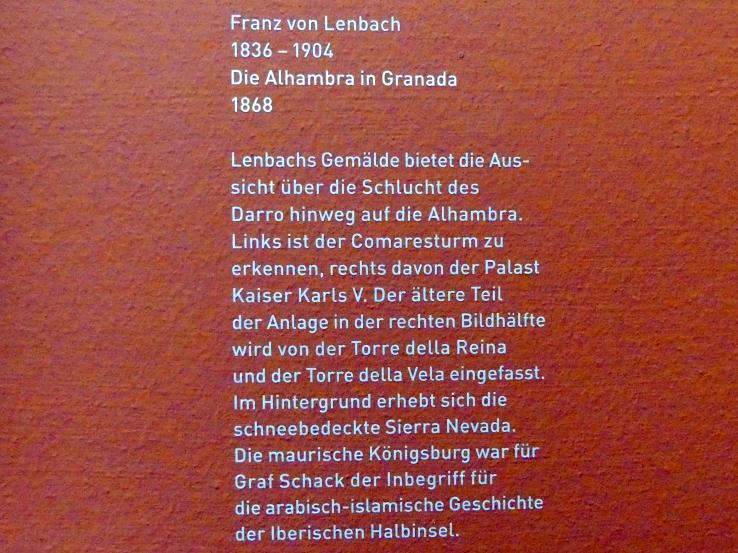 Franz von Lenbach
1836 – 1904
Die Alhambra in Granada
1868
Lenbachs Gemälde bietet die Aus-
sicht über die Schlucht des
Darro hinweg auf die Alhambra.
Links ist der Comaresturm zu
erkennen, rechts davon der Palast
Kaiser Karls V. Der ältere Teil
der Anlage in der rechten Bildhälfte
wird von der Torre della Reina
und der Torre della Vela eingefasst.
Im Hintergrund erhebt sich die
schneebedeckte Sierra Nevada.
Die maurische Königsburg war für
Graf Schack der Inbegriff für
die arabisch-islamische Geschichte
der Iberischen Halbinsel.